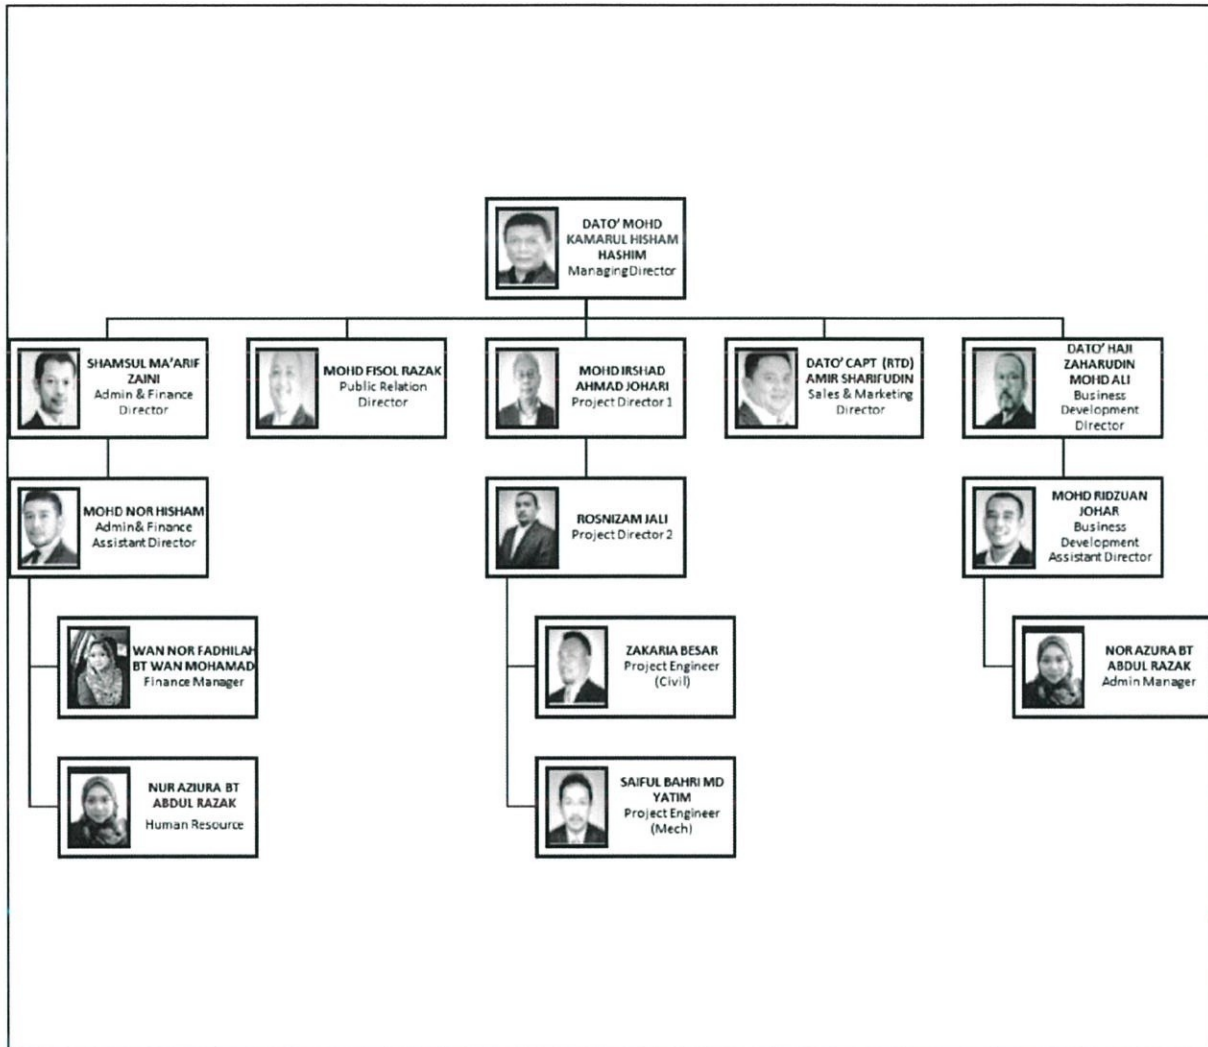 DATO' MOHD
KAMARUL HISHAM
HASHIM
Managing Director
SHAMSUL MA'ARIF
ZAINI
Admin & Finance
Director
MOHD FISOL RAZAK
Public Relation
Director
MOHD IRSHAD
AHMAD JOHARI
Project Director 1
DATO' CAPT (RTD)
AMIR SHARIFUDIN
Sales & Marketing
Director
DATO' HAJI
ZAHARUDIN
MOHD ALI
Business
Development
Director
MOHD NOR HISHAM
Admin & Finance
Assistant Director
ROSNIZAM JALI
Project Director 2
MOHD RIDZUAN
JOHAR
Business
Development
Assistant Director
WAN NOR FADHILAH
BT WAN MOHAMAD
Finance Manager
ZAKARIA BESAR
Project Engineer
(Civil)
NOR AZURA BT
ABDUL RAZAK
Admin Manager
NUR AZIURA BT
ABDUL RAZAK
Human Resource
SAIFUL BAHRI MD
YATIM
Project Engineer
(Mech)